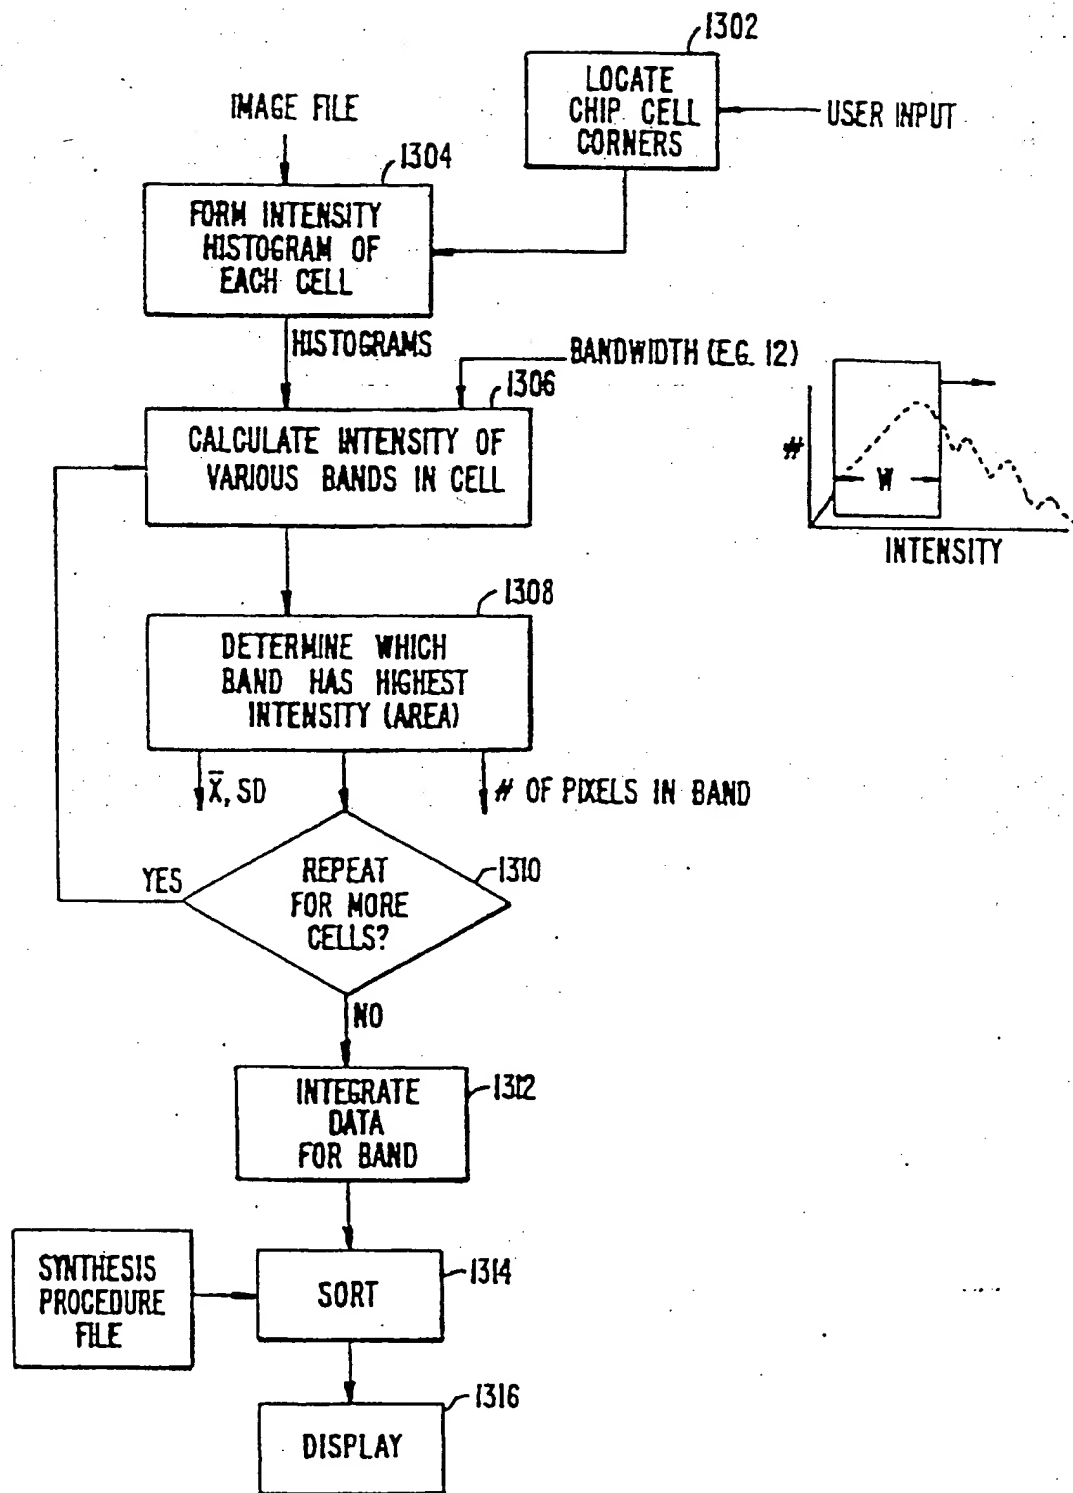 1302
LOCATE
CHIP CELL
CORNERS
USER INPUT
IMAGE FILE
1304
FORM INTENSITY
HISTOGRAM OF
EACH CELL
HISTOGRAMS
BANDWIDTH (E.G. 12)
1306
CALCULATE INTENSITY OF
VARIOUS BANDS IN CELL
#
W
INTENSITY
1308
DETERMINE WHICH
BAND HAS HIGHEST
INTENSITY (AREA)
X̄, SD
# OF PIXELS IN BAND
YES
REPEAT
FOR MORE
CELLS?
1310
NO
INTEGRATE
DATA
FOR BAND
1312
SYNTHESIS
PROCEDURE
FILE
SORT
1314
DISPLAY
1316